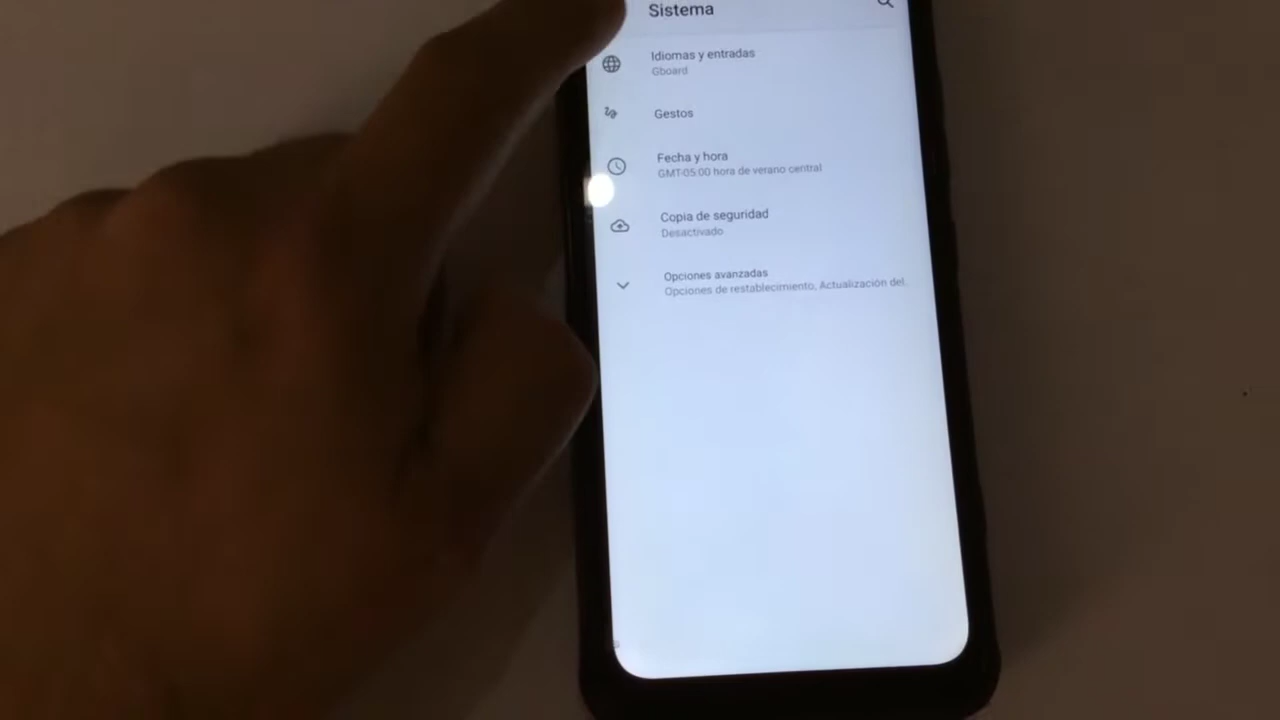 Sistema
Idiomas y entradas
Gboard
Gestos
Fecha y hora
GMT-05:00 hora de verano central
Copia de seguridad
Desactivado
Opciones avanzadas
Opciones de restablecimiento, Actualización del..